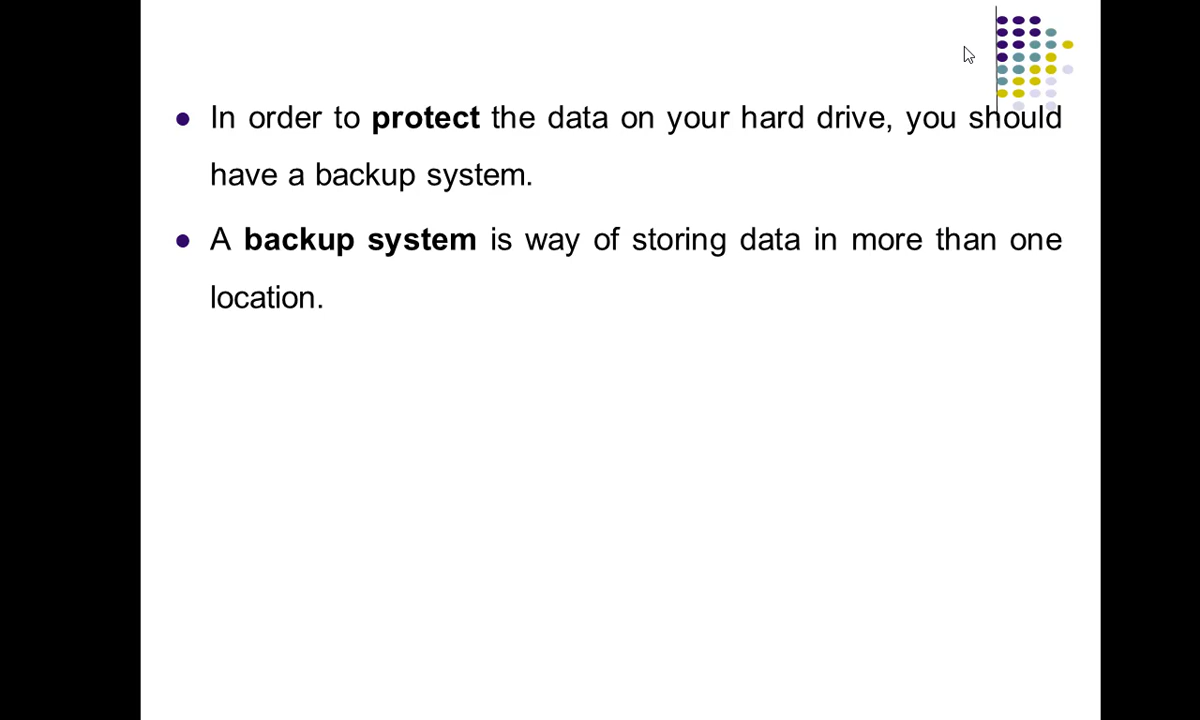 In order to protect the data on your hard drive, you should
have a backup system.
A backup system is way of storing data in more than one
location.